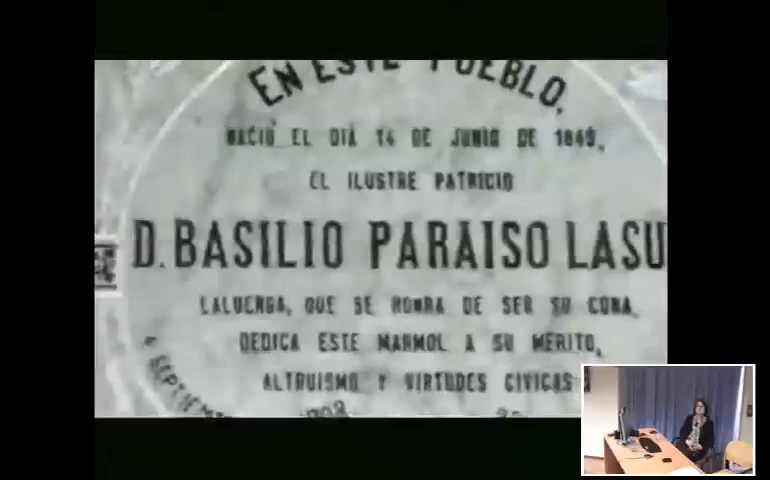 EN ESTE PUEBLO,
NACIÓ EL DIA 14 DE JUNIO DE 1849,
EL ILUSTRE PATRICIO
D. BASILIO PARAISO LASU
LALUENGA, QUE SE HONRA DE SER SU CUNA,
DEDICA ESTE MARMOL A SU MERITO,
ALTRUISMO Y VIRTUDES CIVICAS